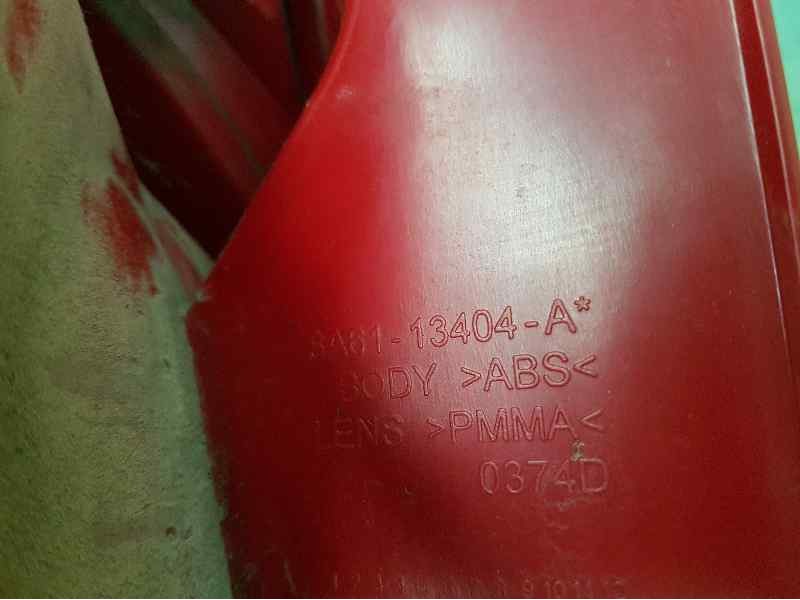 8A61-13404-A*
BODY >ABS<
LENS >PMMA<
0374D